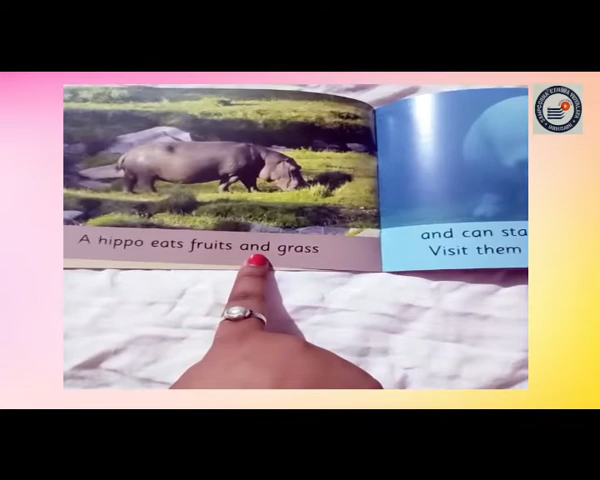 A hippo eats fruits and grass
and can sta
Visit them